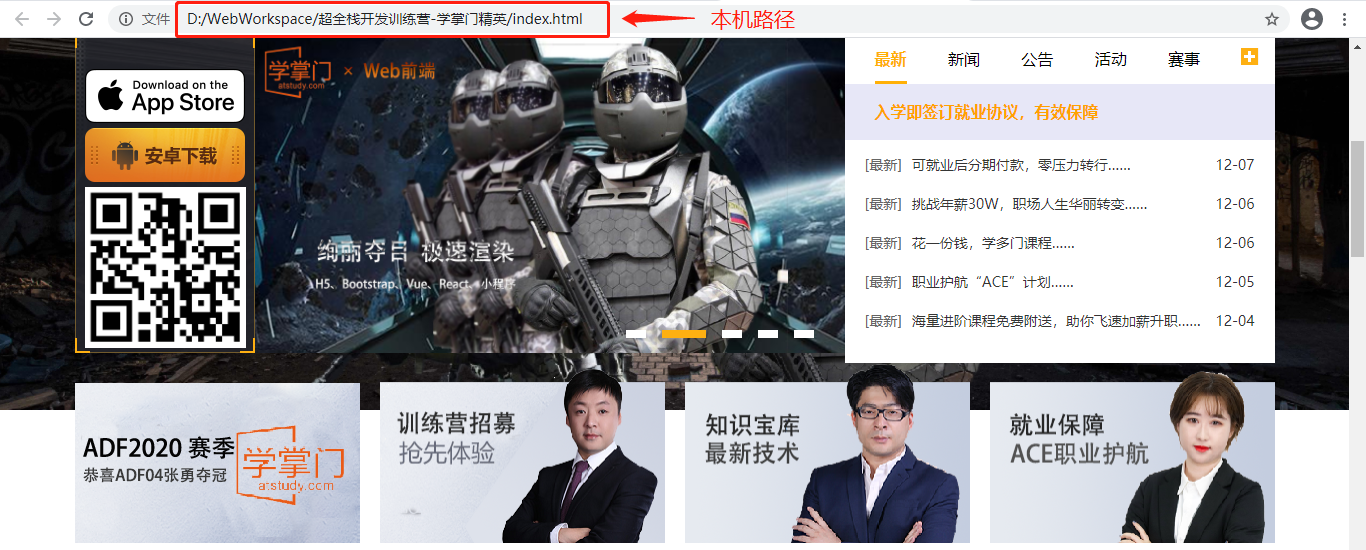 文件 D:/WebWorkspace/超全栈开发训练营-学掌门精英/index.html 本机路径
Download on the
App Store
安卓下载
学掌门 × Web前端
atstudy.com
绚丽夺目 极速渲染
H5、Bootstrap、Vue、React、小程序
最新 新闻 公告 活动 赛事
入学即签订就业协议，有效保障
[最新] 可就业后分期付款，零压力转行...... 12-07
[最新] 挑战年薪30W，职场人生华丽转变...... 12-06
[最新] 花一份钱，学多门课程...... 12-06
[最新] 职业护航“ACE”计划...... 12-05
[最新] 海量进阶课程免费附送，助你飞速加薪升职...... 12-04
ADF2020 赛季
恭喜ADF04张勇夺冠
学掌门
atstudy.com
训练营招募
抢先体验
知识宝库
最新技术
就业保障
ACE职业护航